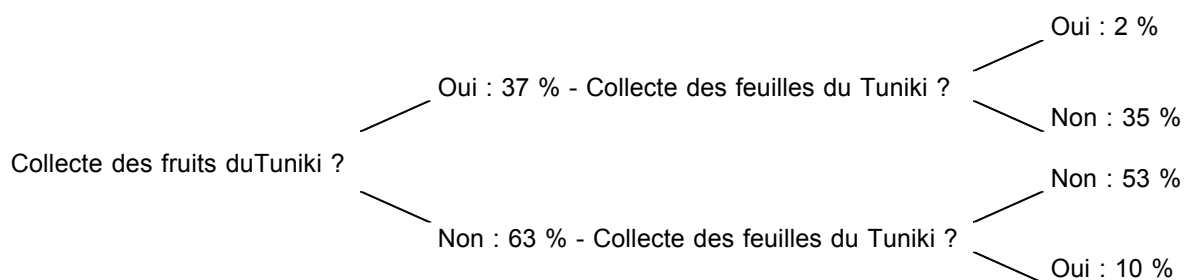 Oui : 2 %
Oui : 37 % - Collecte des feuilles du Tuniki ?
Non : 35 %
Collecte des fruits duTuniki ?
Non : 53 %
Non : 63 % - Collecte des feuilles du Tuniki ?
Oui : 10 %